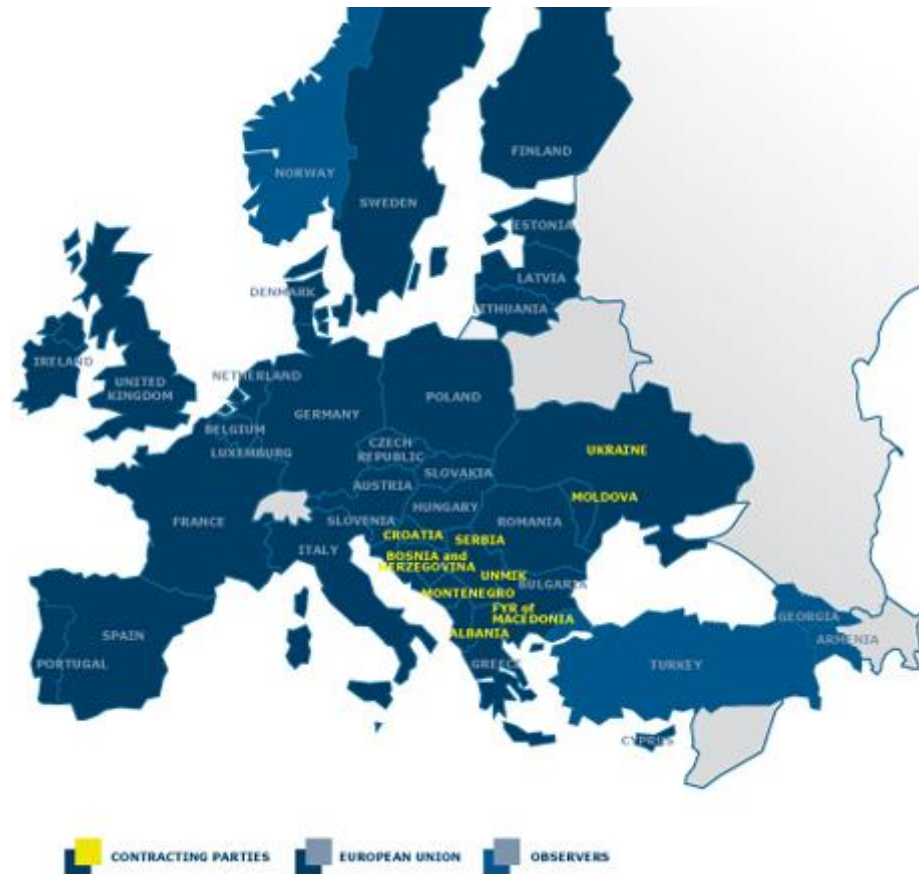 FINLAND
NORWAY
SWEDEN
ESTONIA
LATVIA
DENMARK
LITHUANIA
IRELAND
NETHERLAND
UNITED
KINGDOM
POLAND
GERMANY
BELGIUM
CZECH
REPUBLIC
UKRAINE
LUXEMBURG
SLOVAKIA
AUSTRIA
MOLDOVA
HUNGARY
FRANCE
SLOVENIA
ROMANIA
CROATIA
SERBIA
ITALY
BOSNIA and
HERZEGOVINA
UNMIK
BULGARIA
MONTENEGRO
FYR of
MACEDONIA
GEORGIA
SPAIN
ALBANIA
ARMENIA
PORTUGAL
GREECE
TURKEY
CYPRUS
CONTRACTING PARTIES
EUROPEAN UNION
OBSERVERS